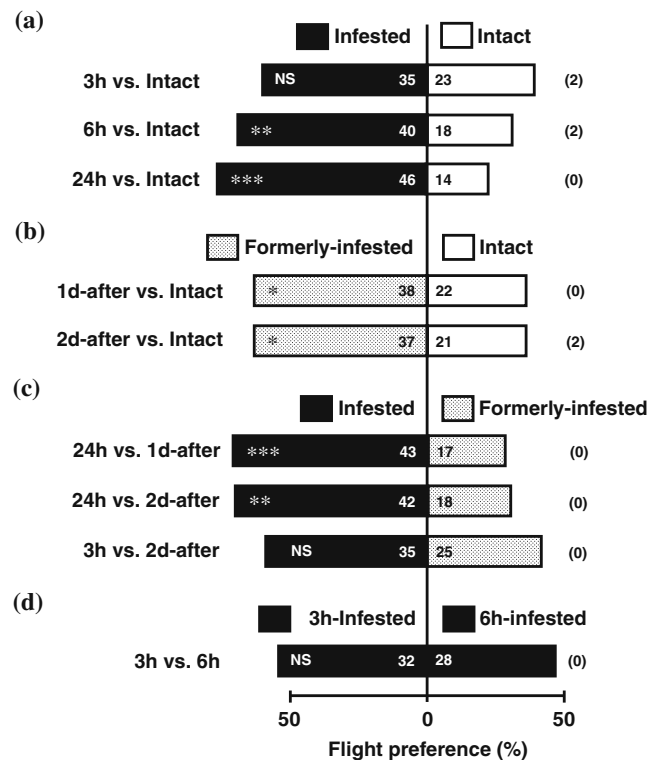 (a)
Infested Intact
3h vs. Intact NS 35 23 (2)
6h vs. Intact ** 40 18 (2)
24h vs. Intact *** 46 14 (0)
(b)
Formerly-infested Intact
1d-after vs. Intact * 38 22 (0)
2d-after vs. Intact * 37 21 (2)
(c)
Infested Formerly-infested
24h vs. 1d-after *** 43 17 (0)
24h vs. 2d-after ** 42 18 (0)
3h vs. 2d-after NS 35 25 (0)
(d)
3h-Infested 6h-infested
3h vs. 6h NS 32 28 (0)
50 0 50
Flight preference (%)